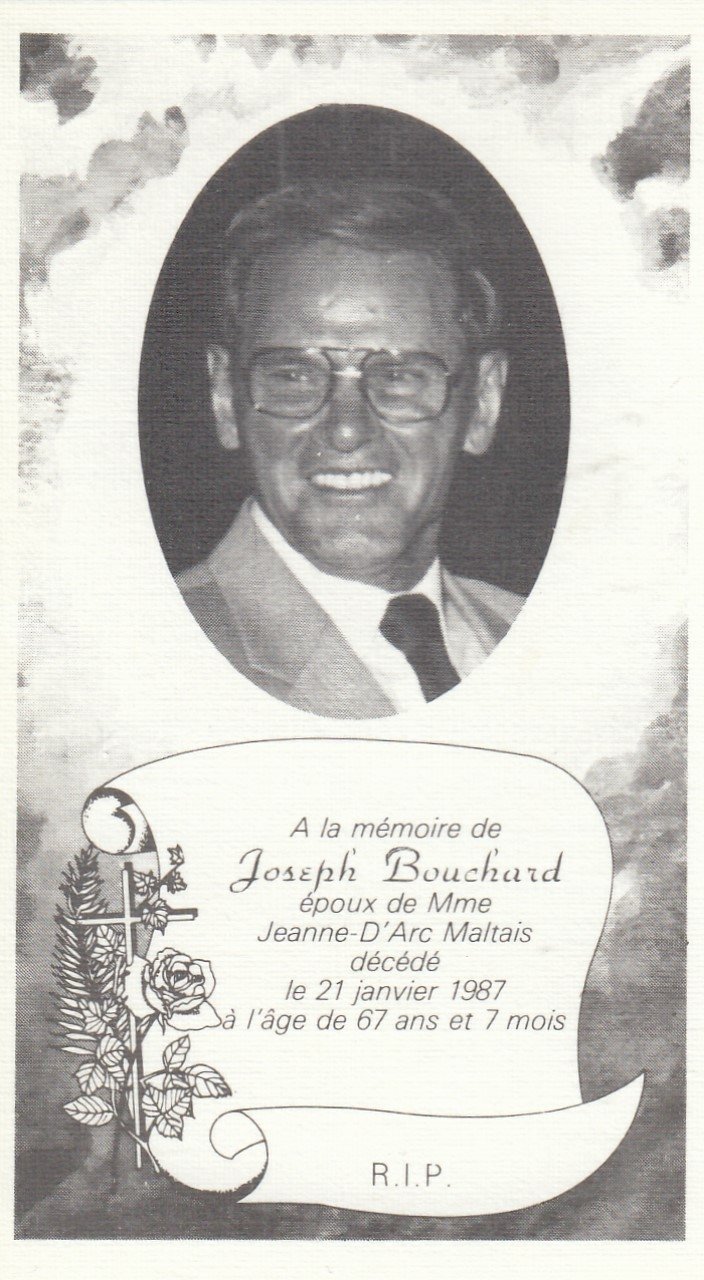 A la mémoire de
Joseph Bouchard
époux de Mme
Jeanne-D'Arc Maltais
décédé
le 21 janvier 1987
à l'âge de 67 ans et 7 mois
R.I.P.